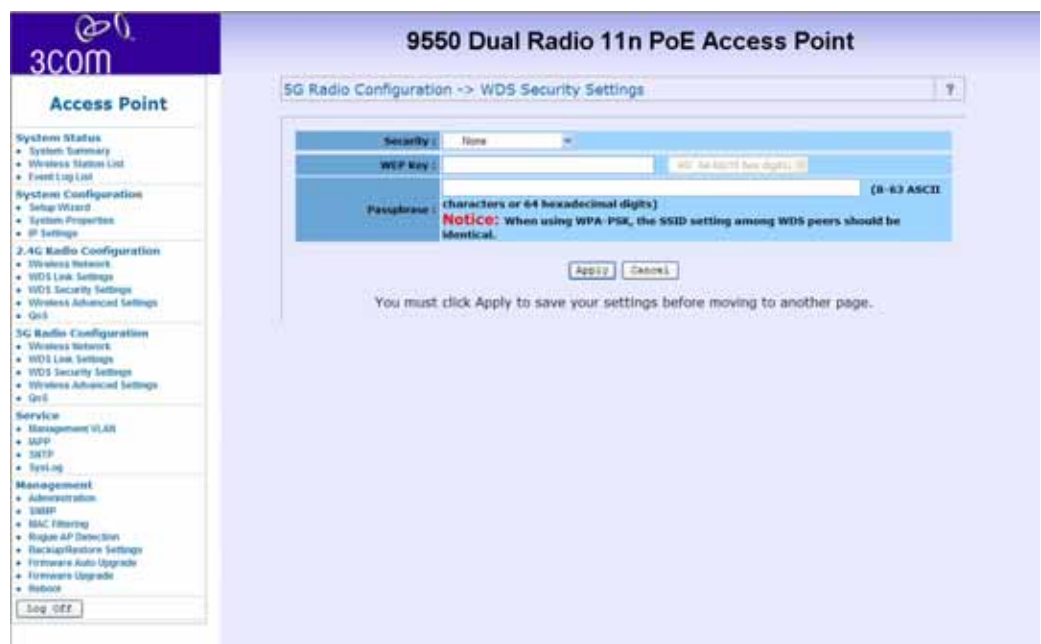 3COM
9550 Dual Radio 11n PoE Access Point
Access Point
System Status
System Summary
Wireless Station List
Event Log List
System Configuration
Setup Wizard
System Properties
IP Settings
2.4G Radio Configuration
Wireless Network
WDS Link Settings
WDS Security Settings
Wireless Advanced Settings
QoS
5G Radio Configuration
Wireless Network
WDS Link Settings
WDS Security Settings
Wireless Advanced Settings
QoS
Service
Management VLAN
IAPP
SNTP
SysLog
Management
Administration
SNMP
MAC Filtering
Rogue AP Detection
Backup/Restore Settings
Firmware Auto Upgrade
Firmware Upgrade
Reboot
Log Off
5G Radio Configuration -> WDS Security Settings
?
Security : None
WEP Key :
Passphrase :
(8-63 ASCII
characters or 64 hexadecimal digits)
Notice: When using WPA-PSK, the SSID setting among WDS peers should be
identical.
Apply Cancel
You must click Apply to save your settings before moving to another page.